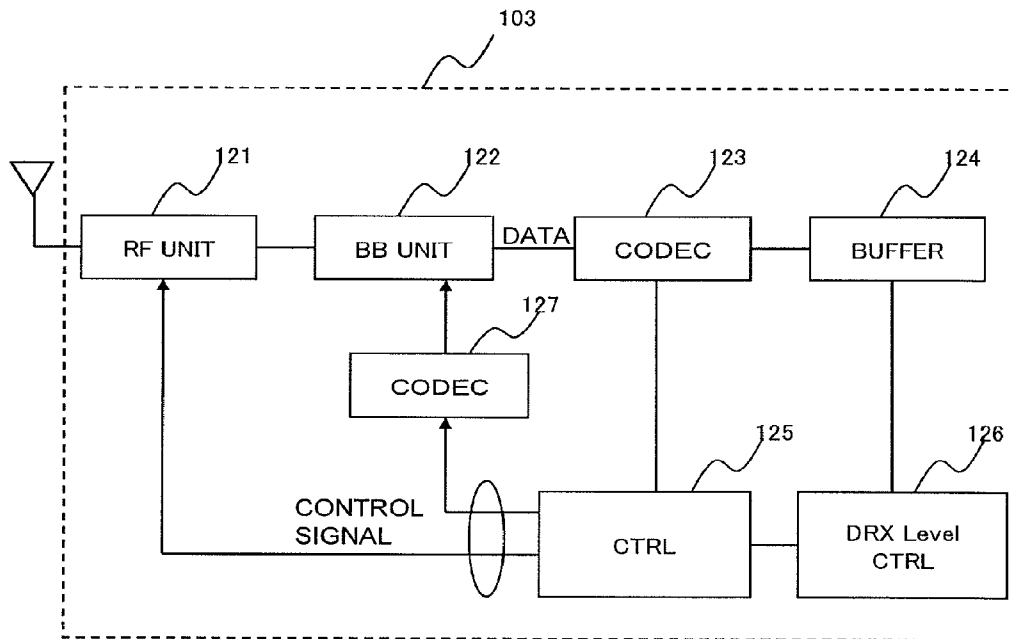 103
121
122
123
124
RF UNIT
BB UNIT
DATA
CODEC
BUFFER
127
CODEC
125
126
CONTROL
SIGNAL
CTRL
DRX Level
CTRL